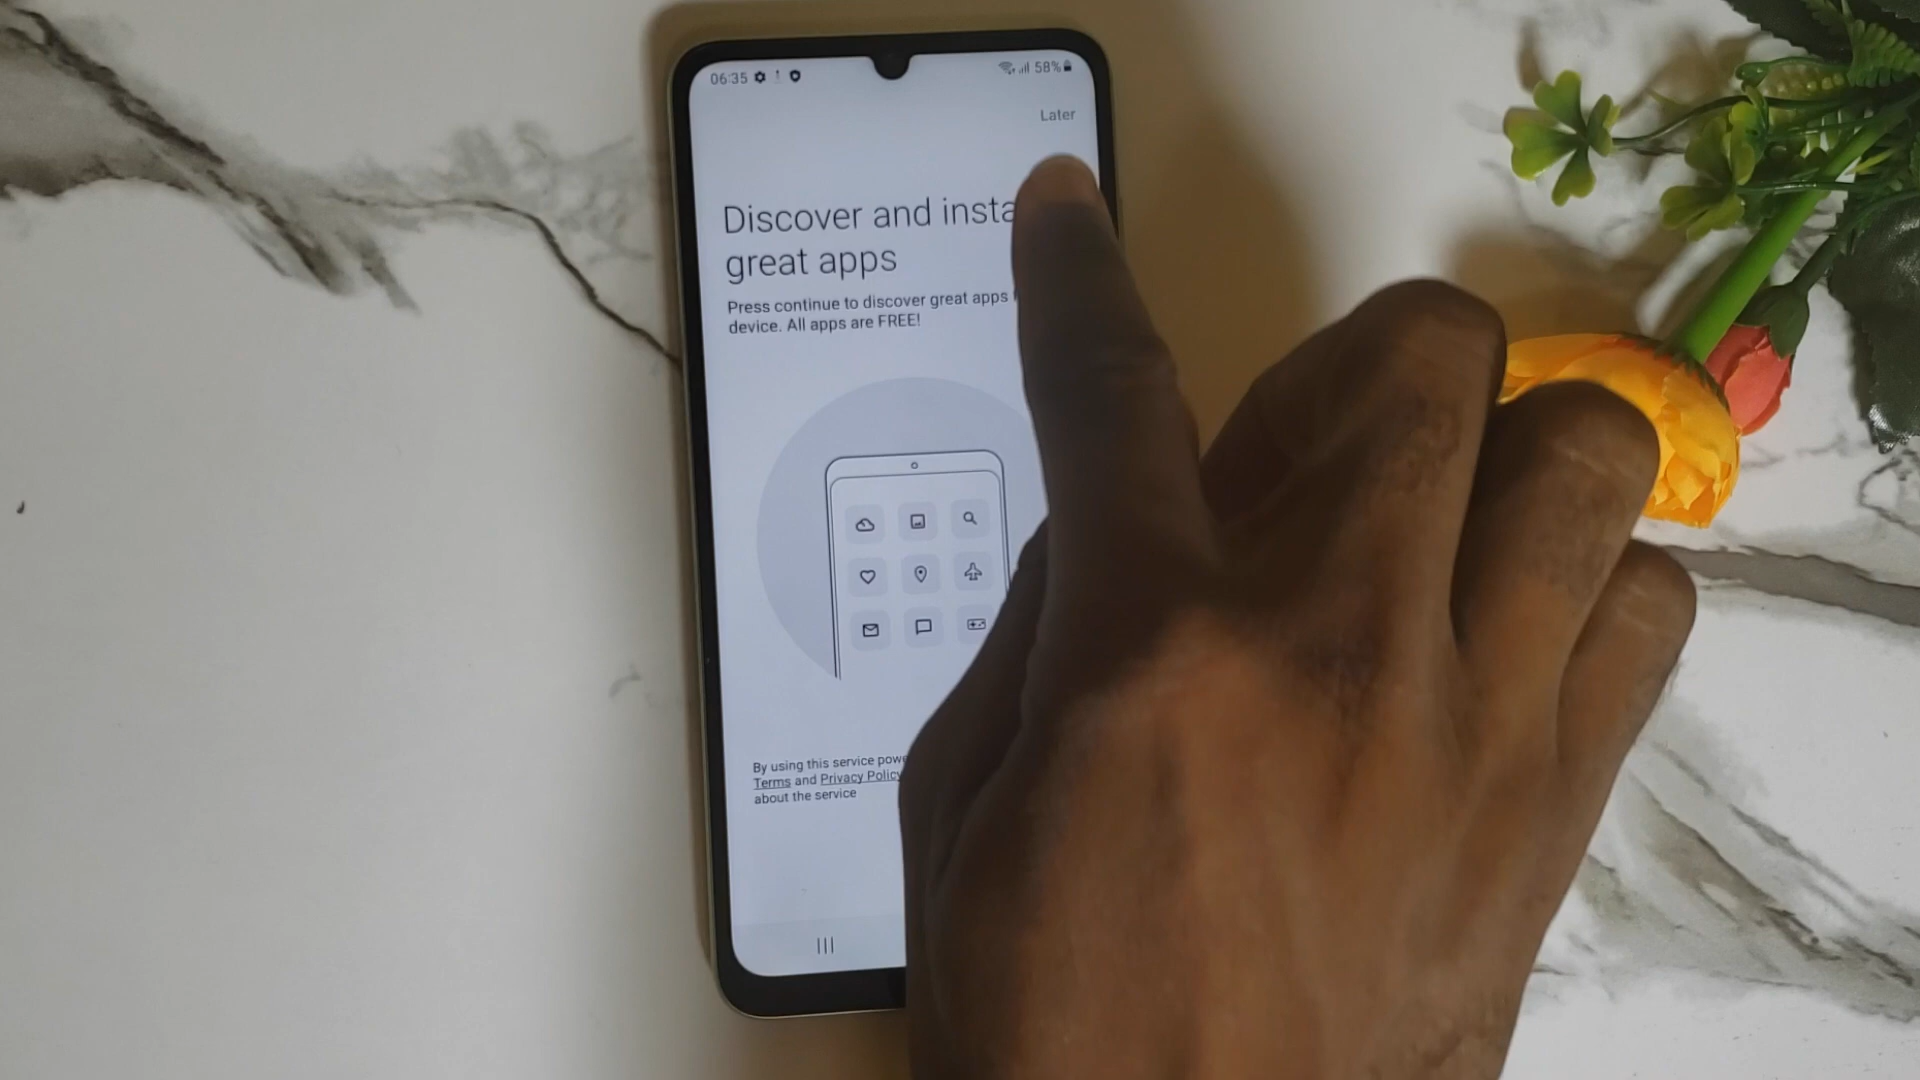 06:35
58%
Later
Discover and insta
great apps
Press continue to discover great apps
device. All apps are FREE!
By using this service powe
Terms and Privacy Policy
about the service